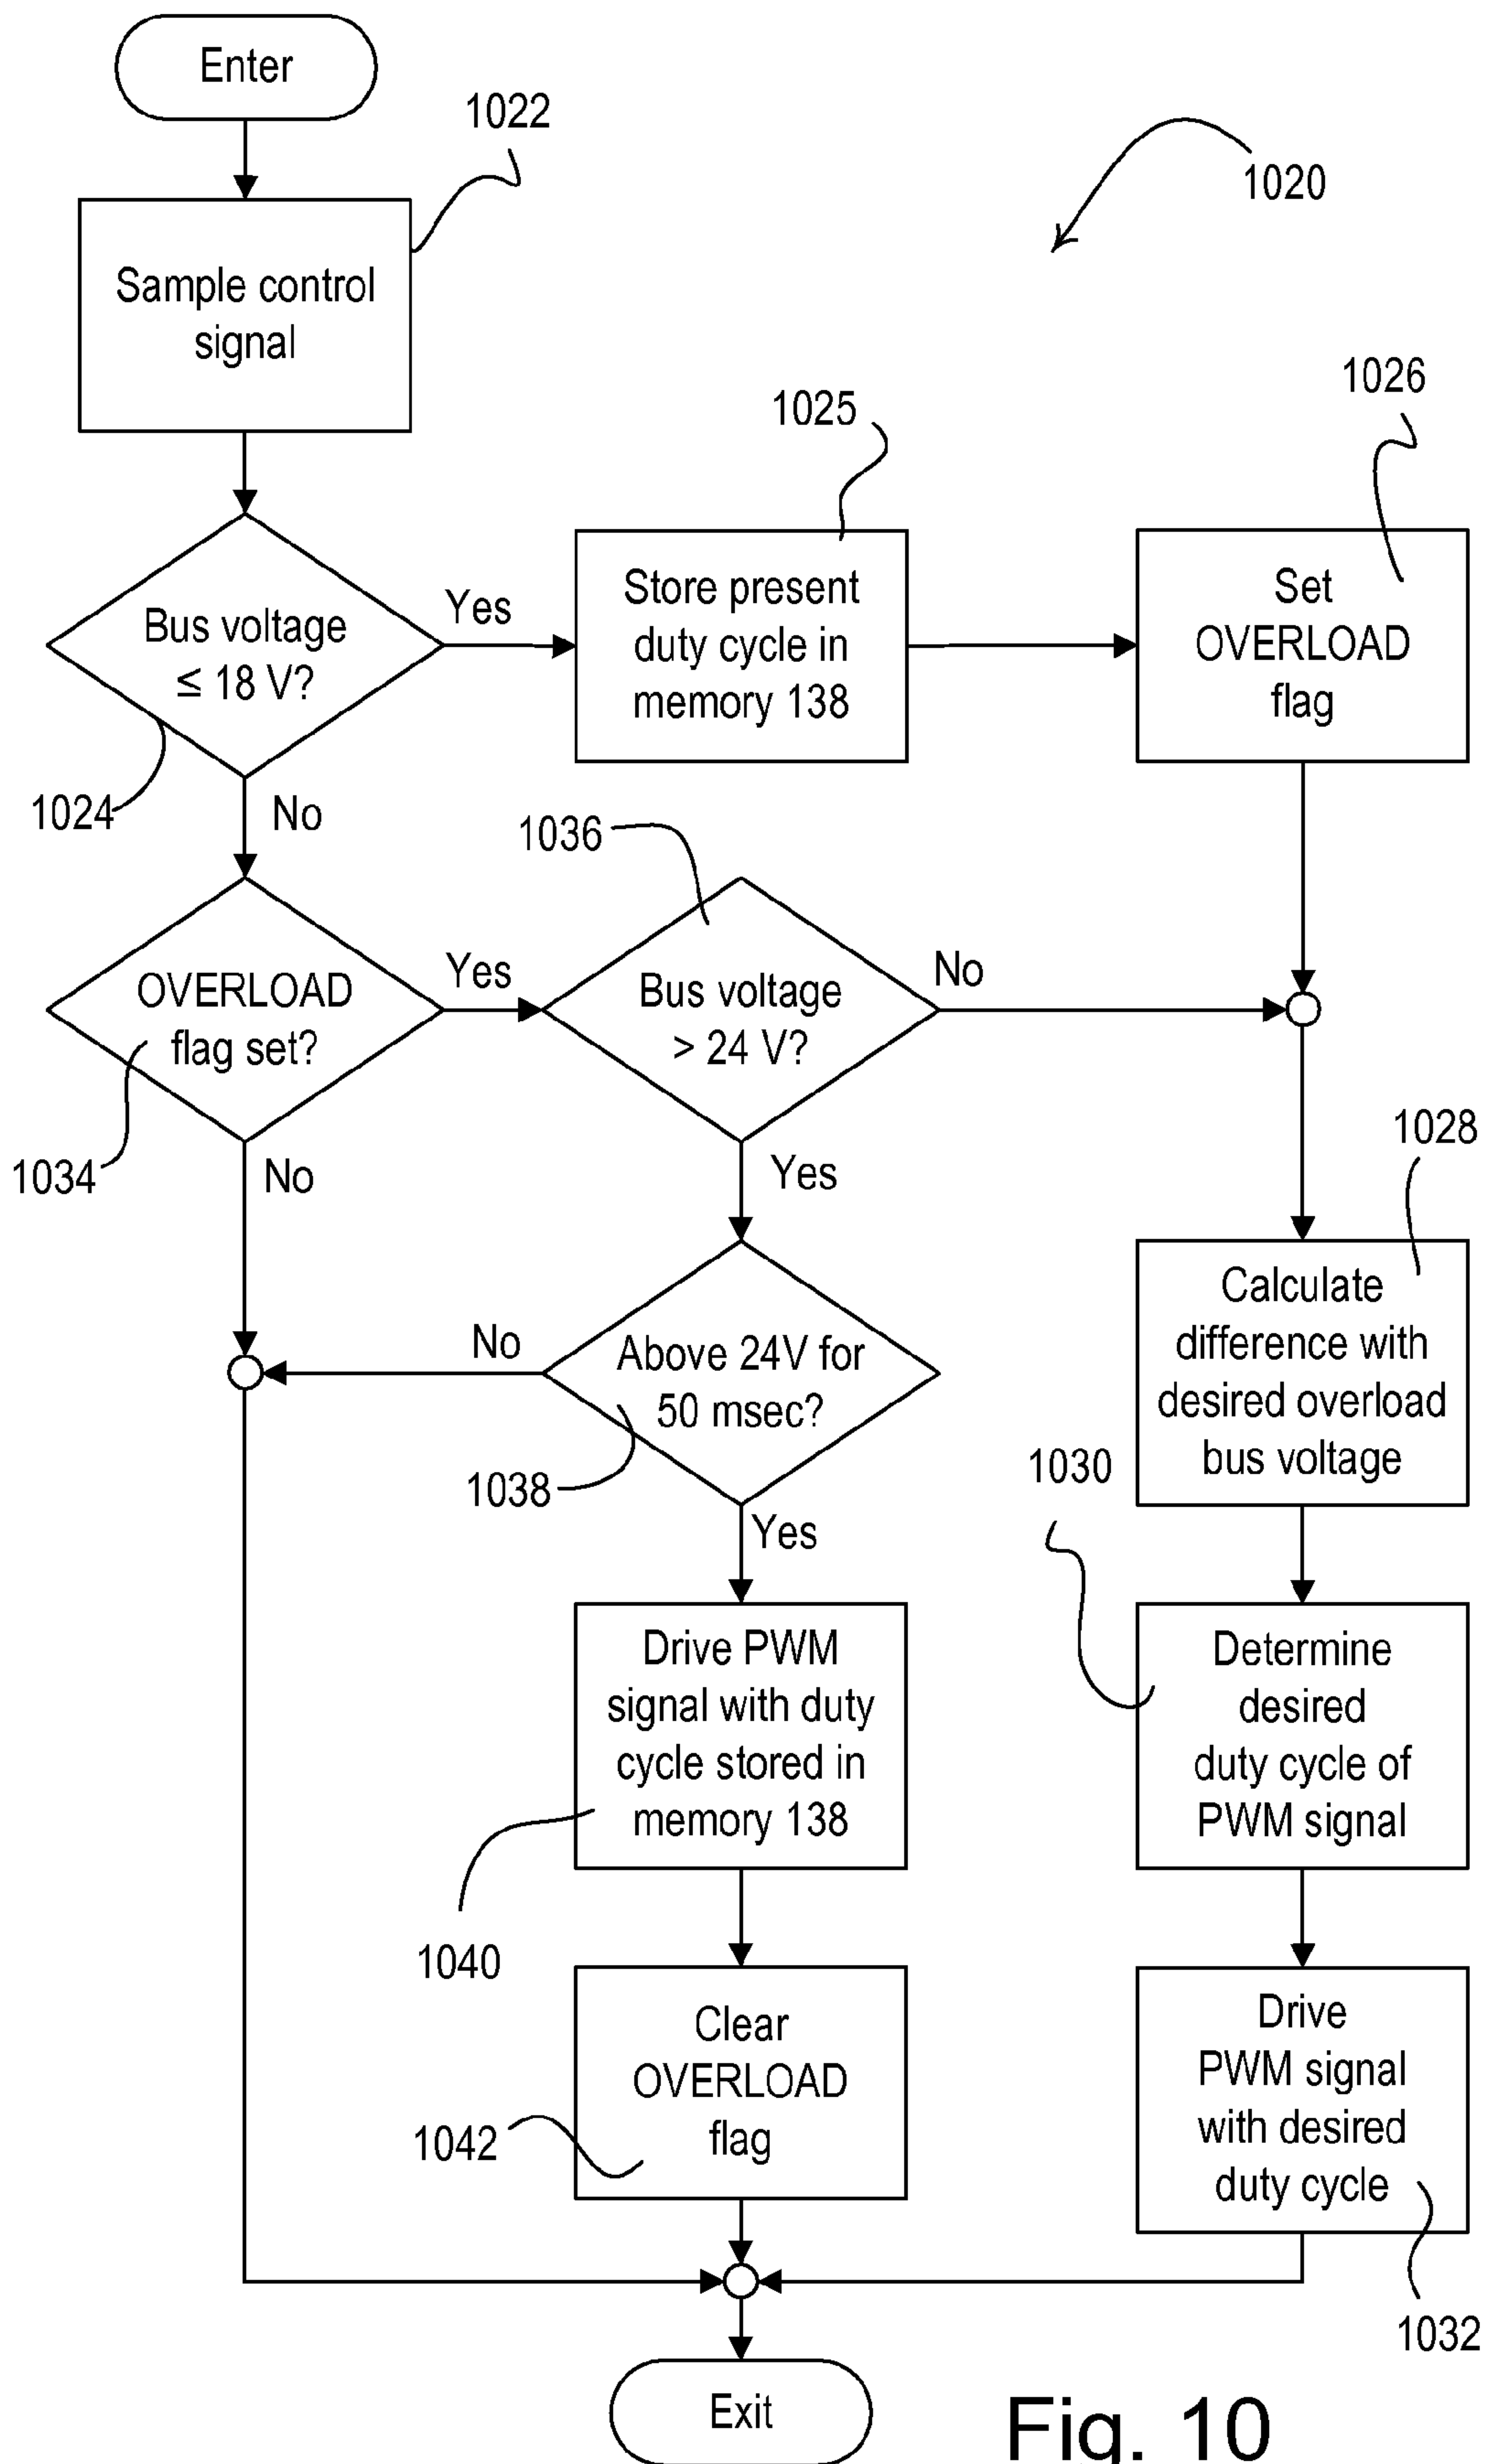 Enter
1022
1020
Sample control
signal
1025
1026
Bus voltage
≤ 18 V?
Yes
Store present
duty cycle in
memory 138
Set
OVERLOAD
flag
1024
No
1036
OVERLOAD
flag set?
Yes
Bus voltage
> 24 V?
No
1034
No
Yes
1028
Above 24V for
50 msec?
No
Calculate
difference with
desired overload
bus voltage
1038
Yes
1030
Drive PWM
signal with duty
cycle stored in
memory 138
Determine
desired
duty cycle of
PWM signal
1040
Clear
OVERLOAD
flag
Drive
PWM signal
with desired
duty cycle
1042
1032
Exit
Fig. 10